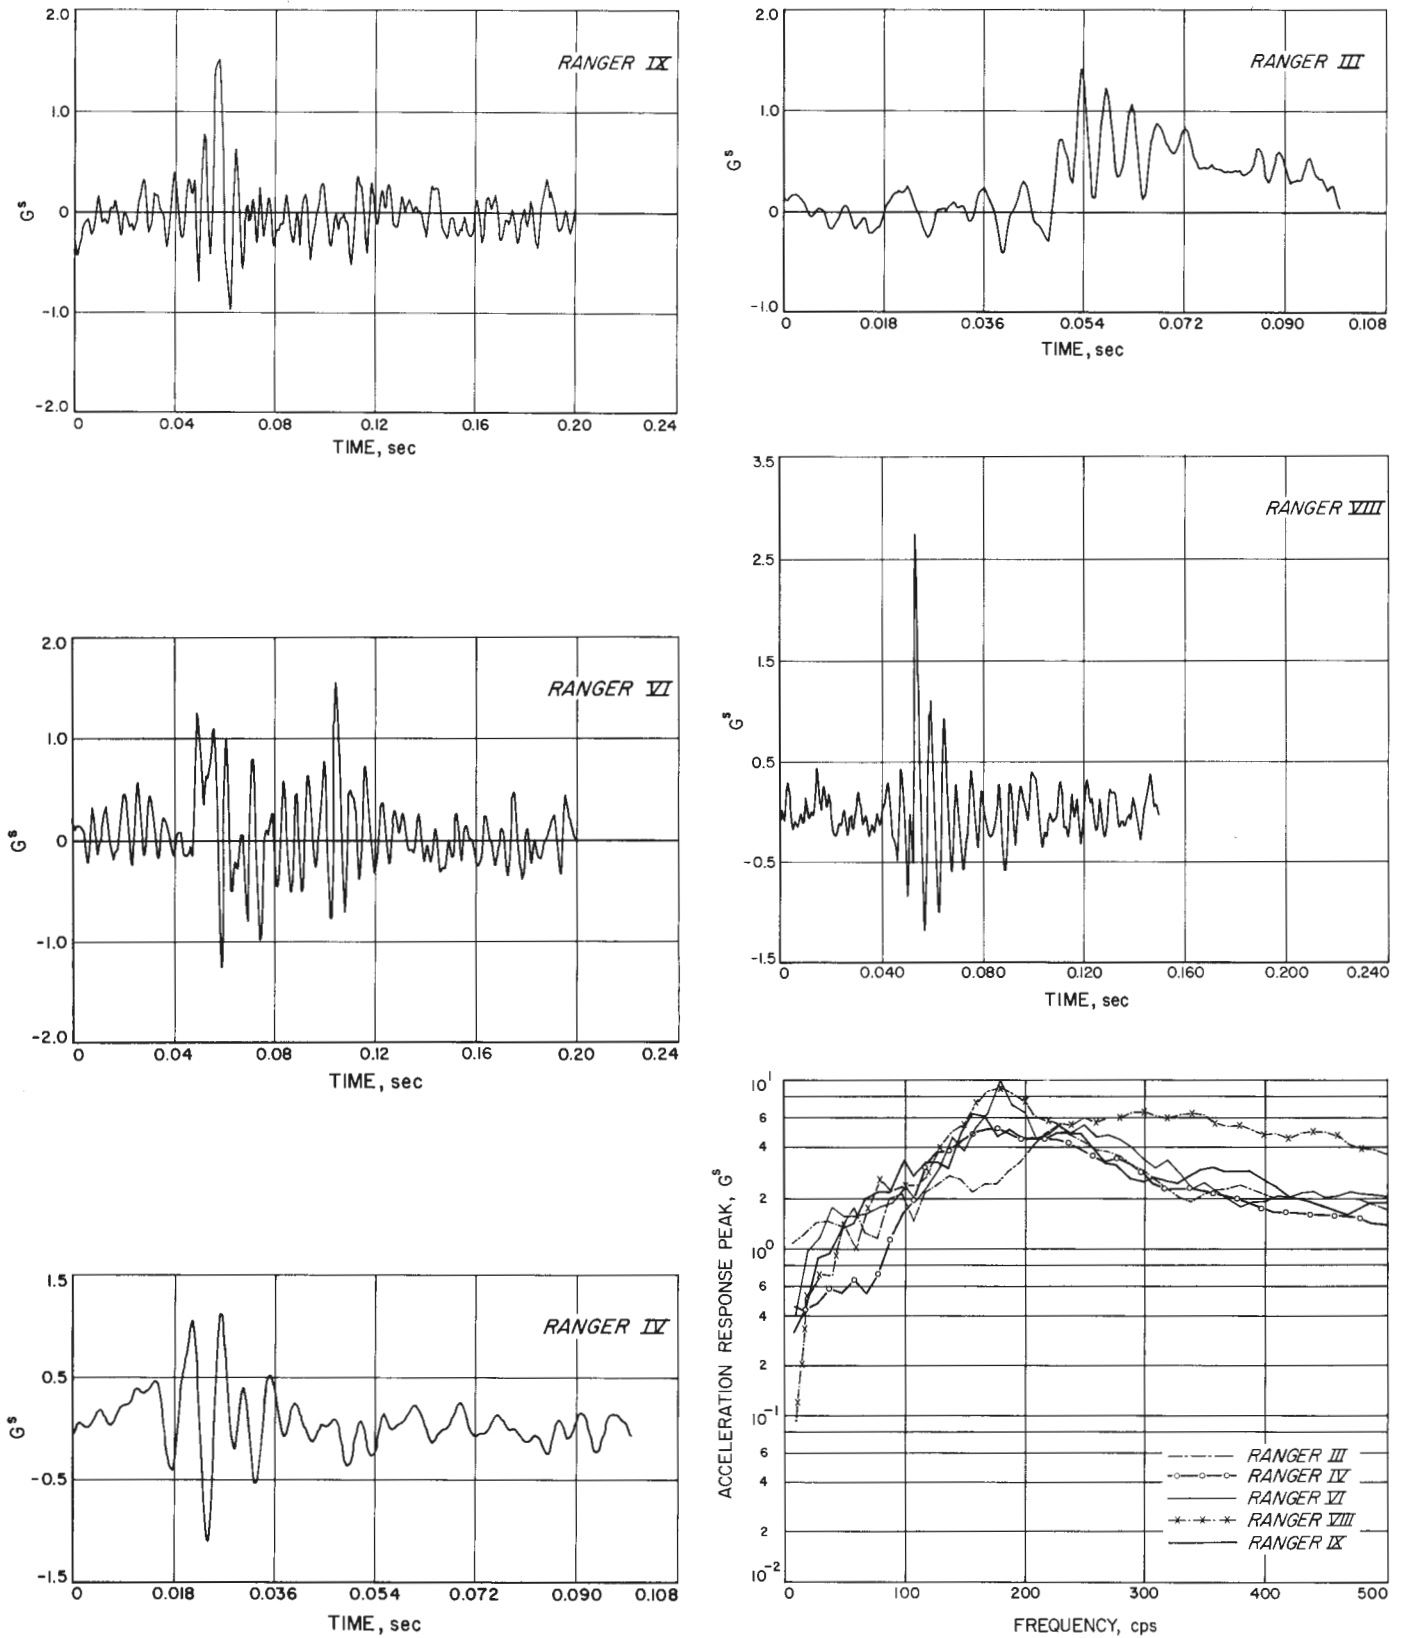 2.0
RANGER IX
1.0
G^s
0
-1.0
-2.0
0 0.04 0.08 0.12 0.16 0.20 0.24
TIME, sec
2.0
RANGER III
1.0
G^s
0
-1.0
0 0.018 0.036 0.054 0.072 0.090 0.108
TIME, sec
3.5
RANGER VIII
2.5
1.5
G^s
0.5
-0.5
-1.5
0 0.040 0.080 0.120 0.160 0.200 0.240
TIME, sec
2.0
RANGER VI
1.0
G^s
0
-1.0
-2.0
0 0.04 0.08 0.12 0.16 0.20 0.24
TIME, sec
1.5
RANGER IV
0.5
G^s
-0.5
-1.5
0 0.018 0.036 0.054 0.072 0.090 0.108
TIME, sec
10^1
6
4
2
10^0
6
4
2
10^-1
6
4
2
10^-2
ACCELERATION RESPONSE PEAK, G^s
RANGER III
RANGER IV
RANGER VI
RANGER VIII
RANGER IX
0 100 200 300 400 500
FREQUENCY, cps